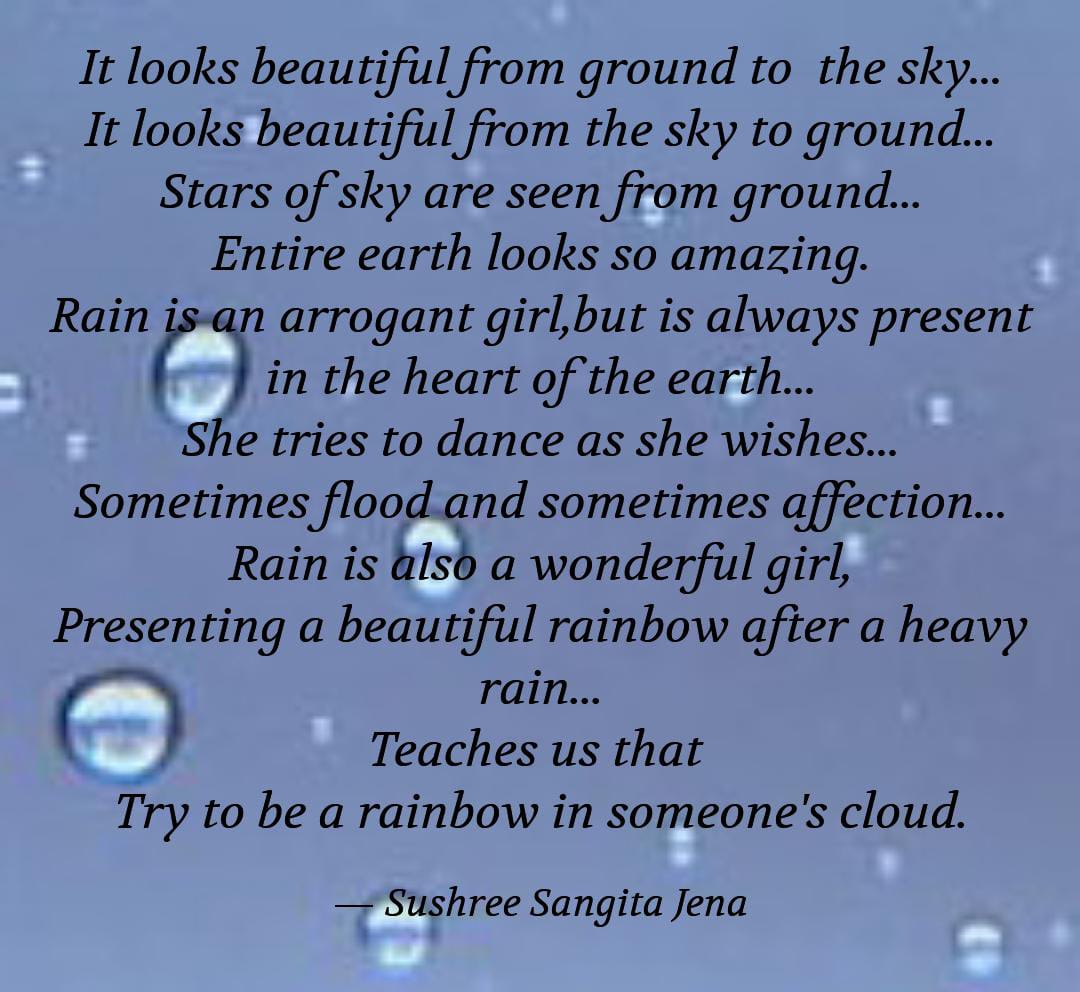 It looks beautiful from ground to  the sky...
It looks beautiful from the sky to ground...
Stars of sky are seen from ground...
Entire earth looks so amazing.
Rain is an arrogant girl,but is always present
in the heart of the earth...
She tries to dance as she wishes...
Sometimes flood and sometimes affection...
Rain is also a wonderful girl,
Presenting a beautiful rainbow after a heavy
rain...
Teaches us that
Try to be a rainbow in someone's cloud.
— Sushree Sangita Jena